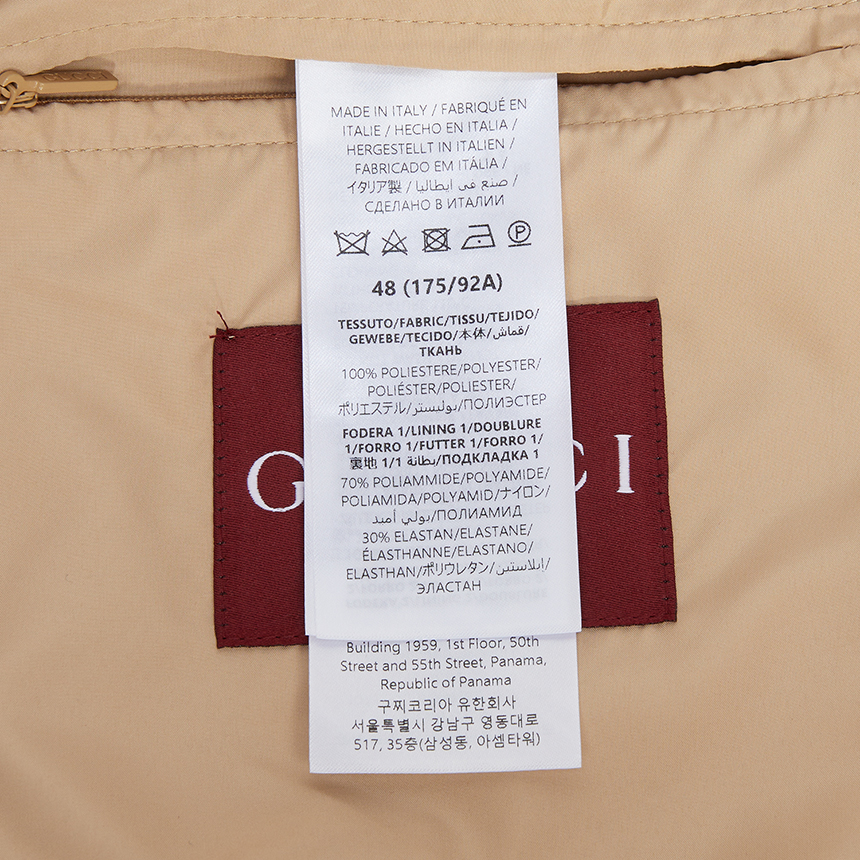 GUCCI
MADE IN ITALY / FABRIQUÉ EN
ITALIE / HECHO EN ITALIA /
HERGESTELLT IN ITALIEN /
FABRICADO EM ITÁLIA /
イタリア製 / صنع في ايطاليا /
СДЕЛАНО В ИТАЛИИ
P
48 (175/92A)
TESSUTO/FABRIC/TISSU/TEJIDO/
GEWEBE/TECIDO/本体/قماش/
ТКАНЬ
100% POLIESTERE/POLYESTER/
POLIÉSTER/POLIESTER/
ポリエステル/بوليستر/ПОЛИЭСТЕР
FODERA 1/LINING 1/DOUBLURE
1/FORRO 1/FUTTER 1/FORRO 1/
裏地 1/بطانة 1/ПОДКЛАДКА 1
70% POLIAMMIDE/POLYAMIDE/
POLIAMIDA/POLYAMID/ナイロン/
بولي أميد/ПОЛИАМИД
30% ELASTAN/ELASTANE/
ÉLASTHANNE/ELASTANO/
ELASTHAN/ポリウレタン/إيلاستين/
ЭЛАСТАН
G CI
Building 1959, 1st Floor, 50th
Street and 55th Street, Panama,
Republic of Panama
구찌코리아 유한회사
서울특별시 강남구 영동대로
517, 35층(삼성동, 아셈타워)